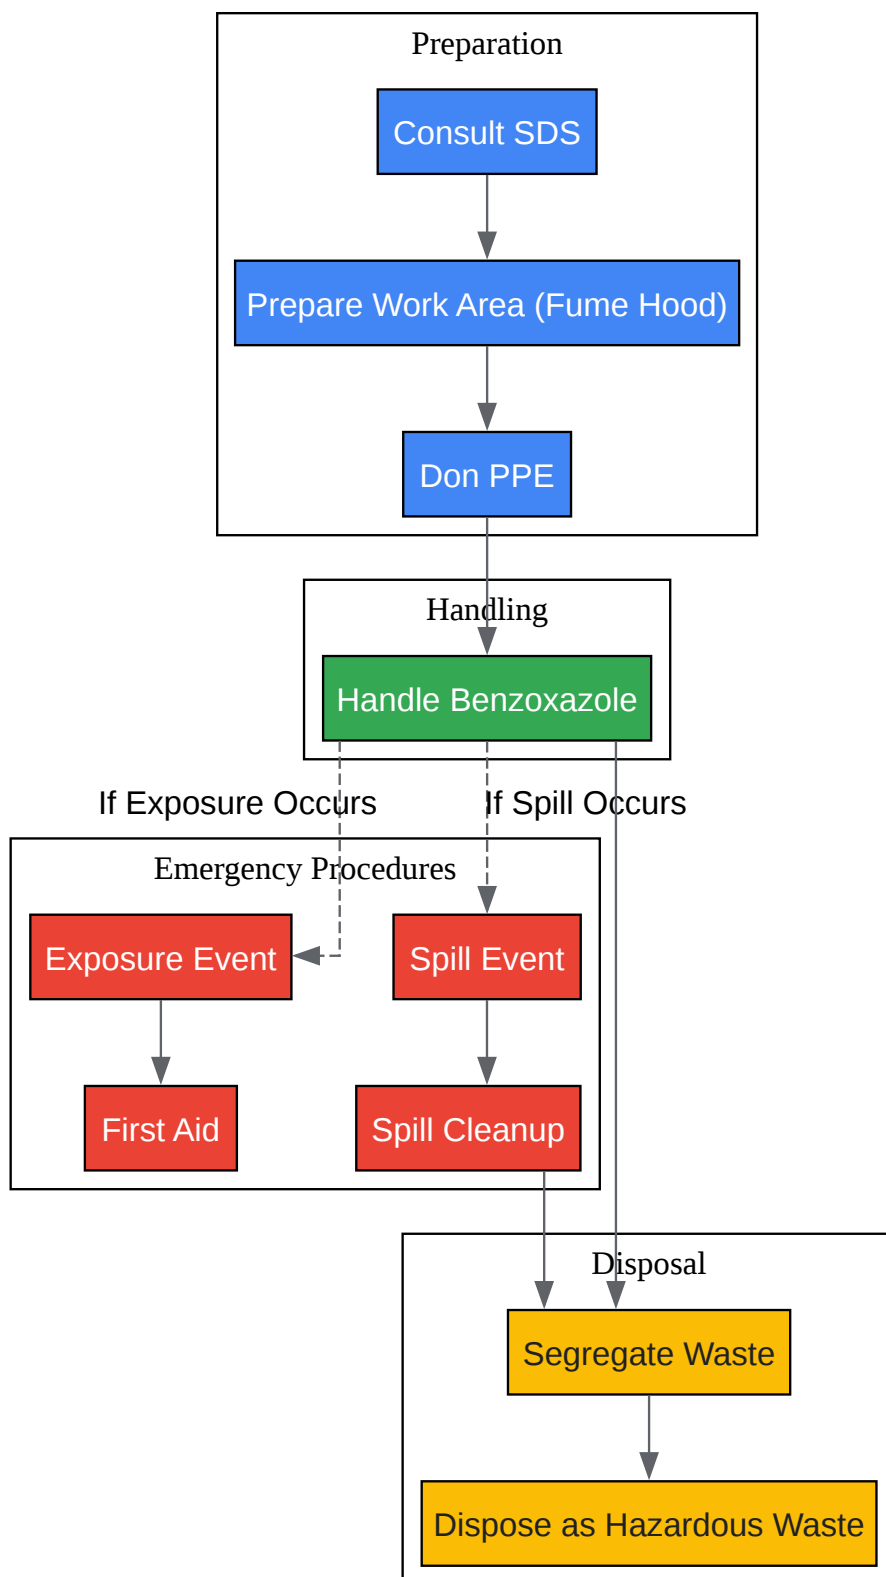 Preparation
Consult SDS
Prepare Work Area (Fume Hood)
Don PPE
Handling
Handle Benzoxazole
If Exposure Occurs
If Spill Occurs
Emergency Procedures
Exposure Event
Spill Event
First Aid
Spill Cleanup
Disposal
Segregate Waste
Dispose as Hazardous Waste